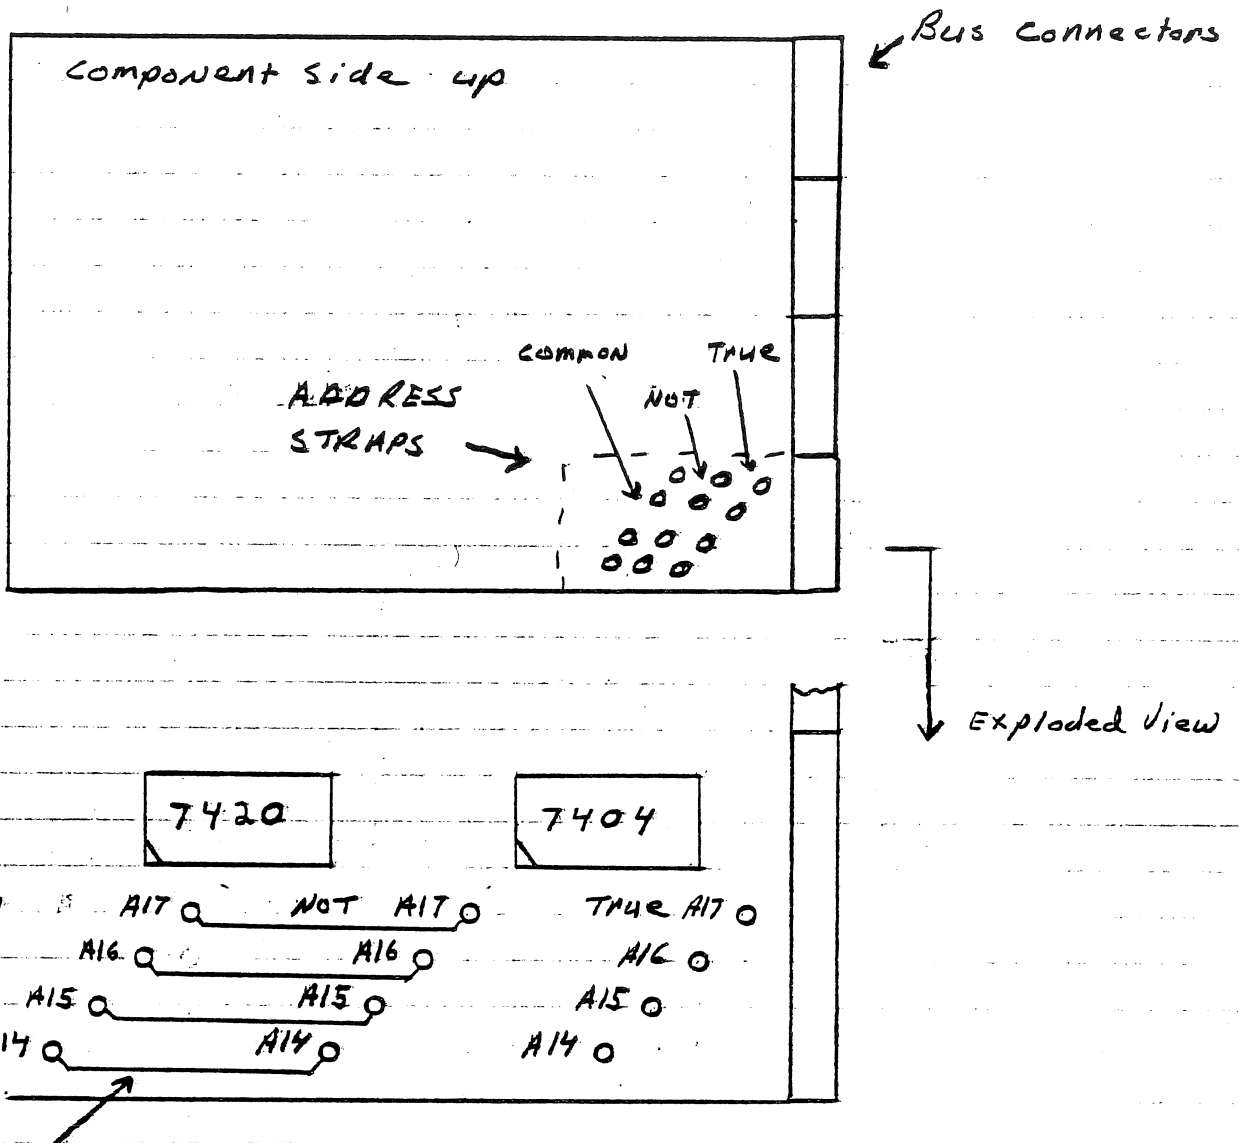 Bus Connectors
Component Side up
Common True
NOT
ADDRESS
STRAPS
Exploded View
7420 7404
A17 NOT A17 True A17
A16 A16 A16
A15 A15 A15
14 A14 A14